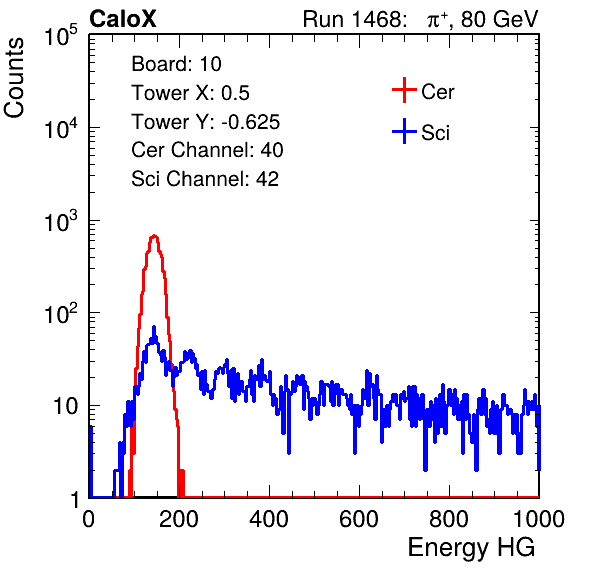 CaloX Run 1468: π⁺, 80 GeV
Board: 10
Tower X: 0.5
Tower Y: -0.625
Cer Channel: 40
Sci Channel: 42
Cer
Sci
Counts
10⁵
10⁴
10³
10²
10
1
0 200 400 600 800 1000
Energy HG